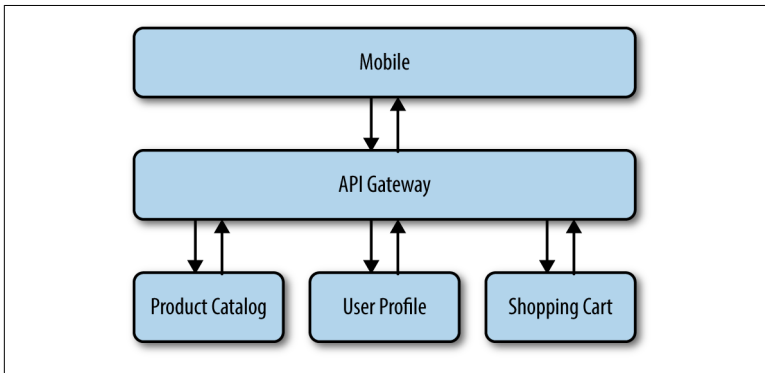 Mobile
API Gateway
Product Catalog
User Profile
Shopping Cart